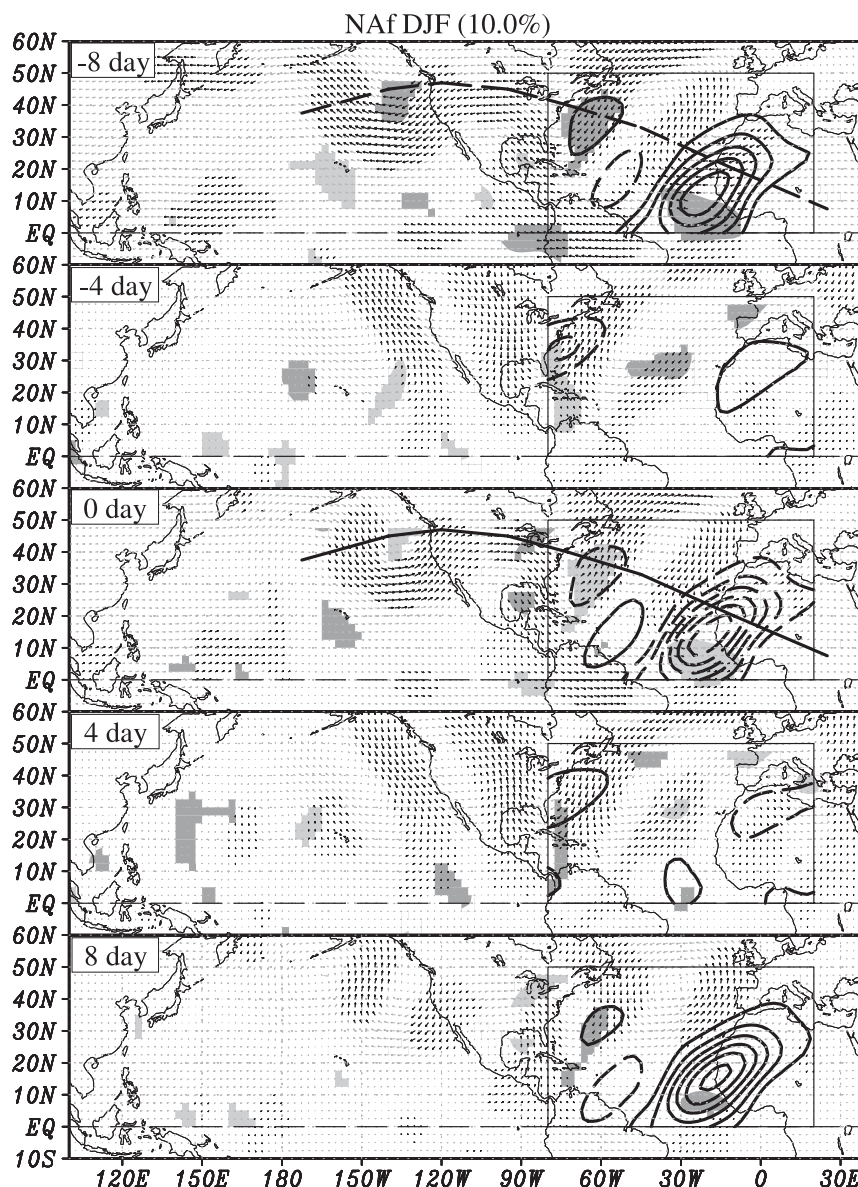 NAf DJF (10.0%)
60N
-8 day
50N
40N
30N
20N
10N
EQ
60N
-4 day
50N
40N
30N
20N
10N
EQ
60N
0 day
50N
40N
30N
20N
10N
EQ
60N
4 day
50N
40N
30N
20N
10N
EQ
60N
8 day
50N
40N
30N
20N
10N
EQ
10S
120E 150E 180 150W 120W 90W 60W 30W 0 30E